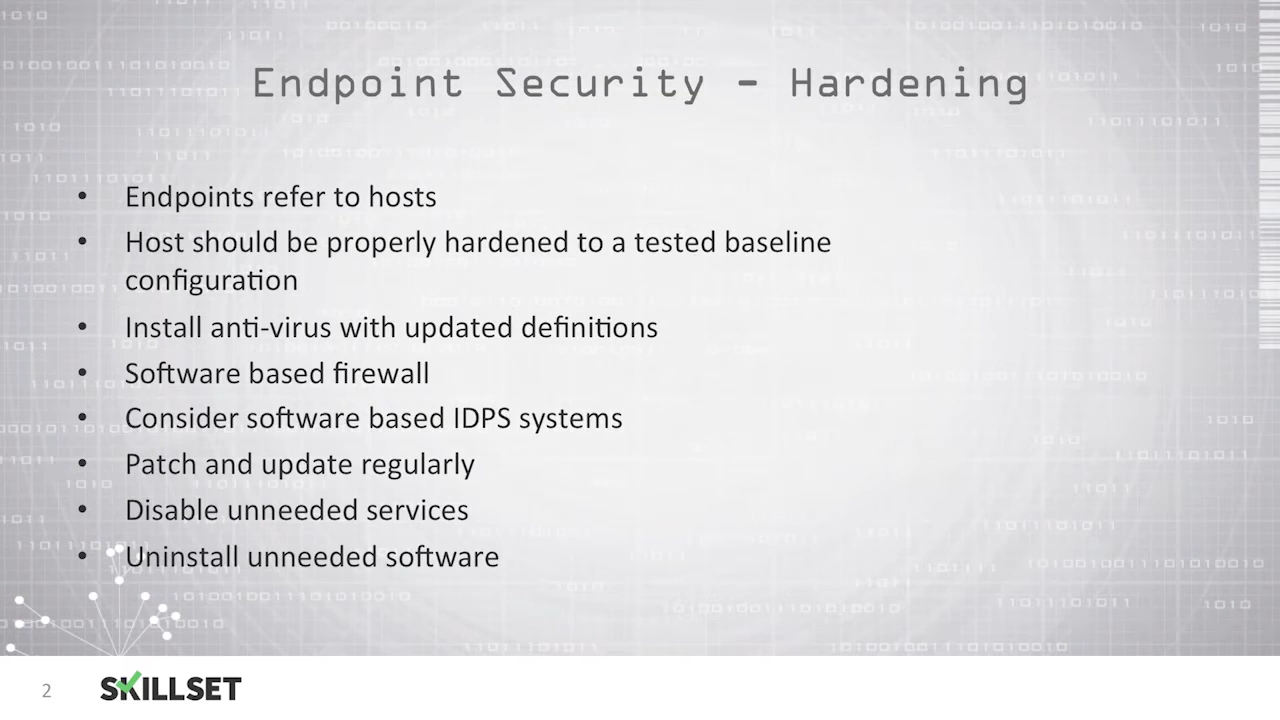 Endpoint Security - Hardening
• Endpoints refer to hosts
• Host should be properly hardened to a tested baseline
configuration
• Install anti-virus with updated definitions
• Software based firewall
• Consider software based IDPS systems
• Patch and update regularly
• Disable unneeded services
• Uninstall unneeded software
2
SKILLSET